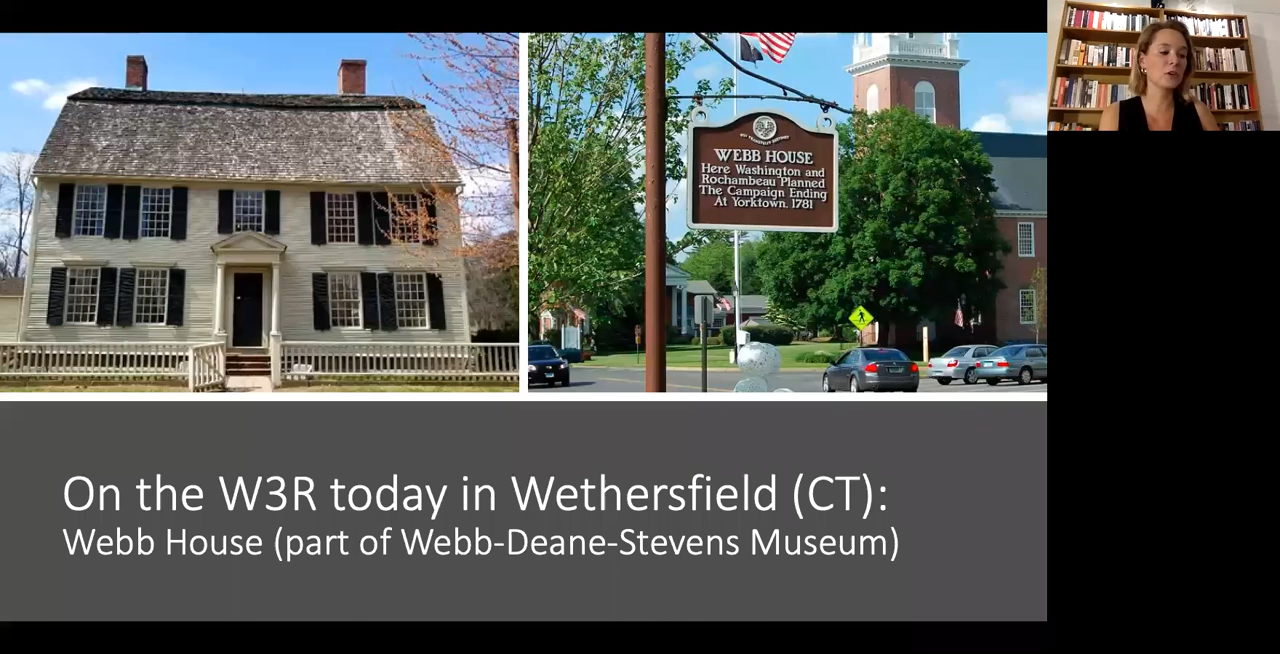 WEBB HOUSE
Here Washington and
Rochambeau Planned
The Campaign Ending
At Yorktown, 1781
On the W3R today in Wethersfield (CT):
Webb House (part of Webb-Deane-Stevens Museum)